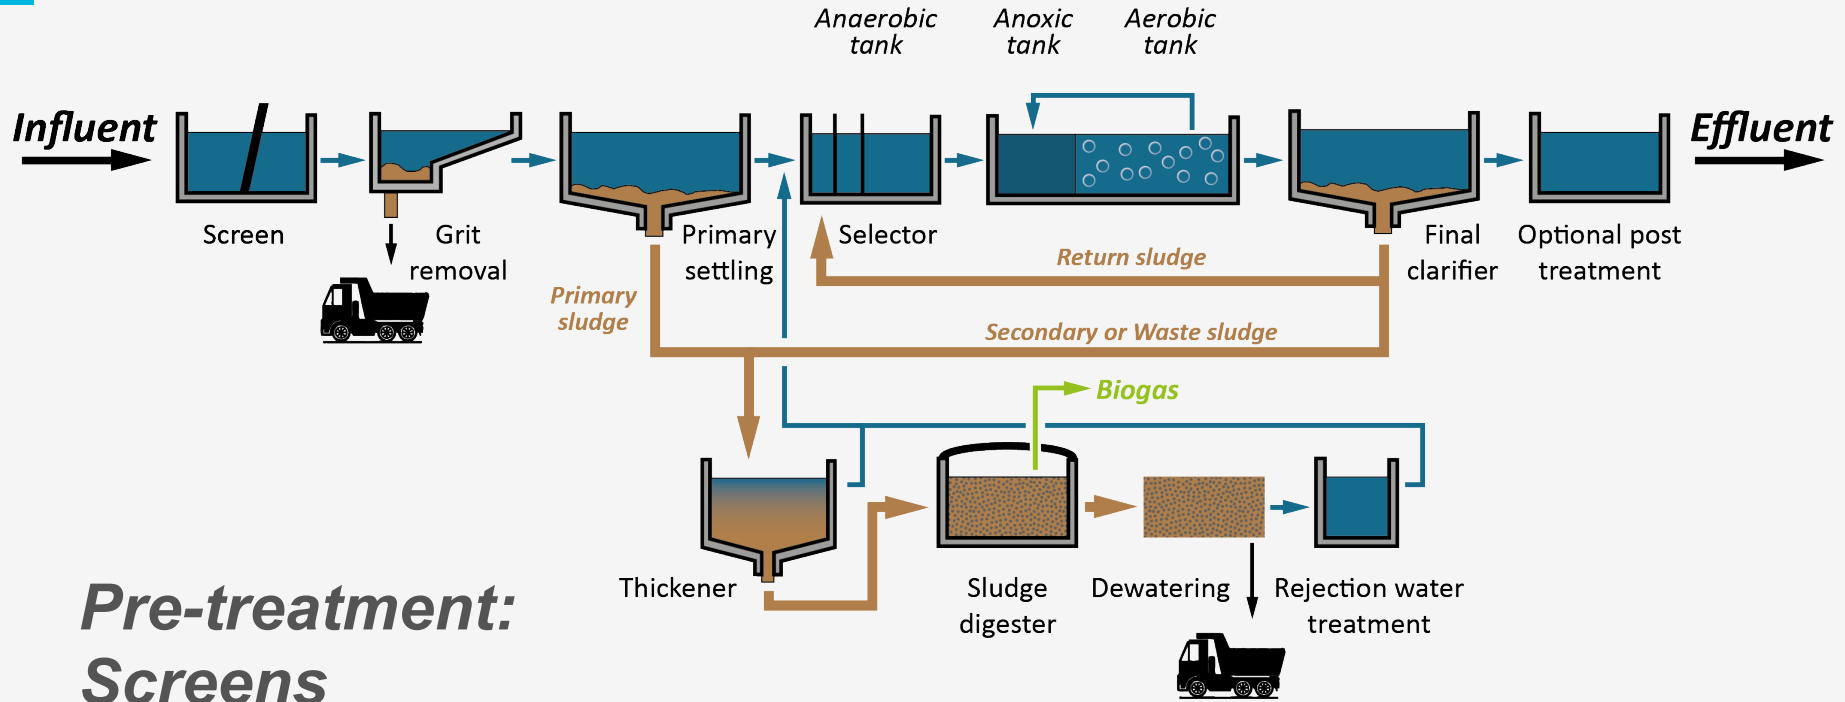 Anaerobic
tank
Anoxic
tank
Aerobic
tank
Influent
Effluent
Screen
Grit
removal
Primary
settling
Selector
Final
clarifier
Optional post
treatment
Return sludge
Primary
sludge
Secondary or Waste sludge
Biogas
Thickener
Sludge
digester
Dewatering
Rejection water
treatment
Pre-treatment:
Screens